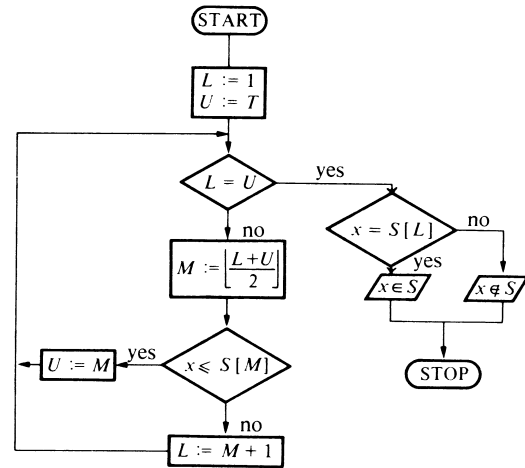 START
L := 1
U := T
L = U
yes
no
x = S[L]
no
yes
M := ⌊(L+U)/2⌋
x ∈ S
x ∉ S
x ⩽ S[M]
yes
U := M
STOP
no
L := M + 1